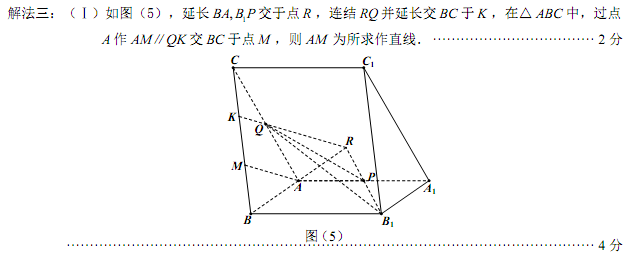 解法三：（Ⅰ）如图（5），延长 BA, B₁P 交于点 R，连结 RQ 并延长交 BC 于 K，在△ ABC 中，过点
A 作 AM // QK 交 BC 于点 M，则 AM 为所求作直线．………………………………2 分
C C₁
K
Q
R
M
A P A₁
B B₁
图（5）
………………………………………………………………………………4 分